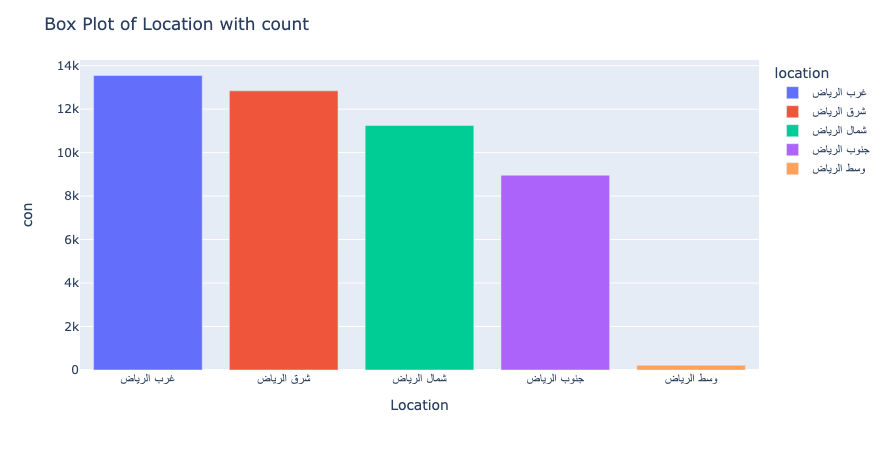 Box Plot of Location with count
con
14k
12k
10k
8k
6k
4k
2k
0
غرب الرياض
شرق الرياض
شمال الرياض
جنوب الرياض
وسط الرياض
Location
location
غرب الرياض
شرق الرياض
شمال الرياض
جنوب الرياض
وسط الرياض